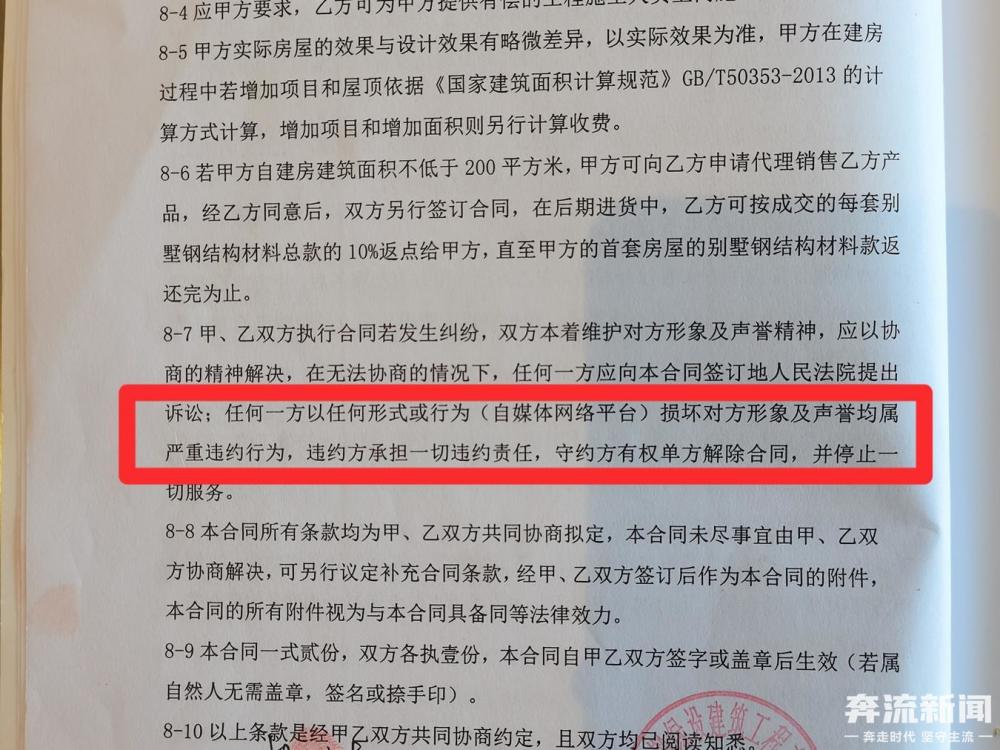 8-4 应甲方要求，乙方可为甲方提供有偿的工程施工人员
8-5 甲方实际房屋的效果与设计效果有略微差异，以实际效果为准，甲方在建房
过程中若增加项目和屋顶依据《国家建筑面积计算规范》GB/T50353-2013 的计
算方式计算，增加项目和增加面积则另行计算收费。
8-6 若甲方自建房建筑面积不低于 200 平方米，甲方可向乙方申请代理销售乙方产
品，经乙方同意后，双方另行签订合同，在后期进货中，乙方可按成交的每套别
墅钢结构材料总款的 10%返点给甲方，直至甲方的首套房屋的别墅钢结构材料款返
还完为止。
8-7 甲、乙双方执行合同若发生纠纷，双方本着维护对方形象及声誉精神，应以协
商的精神解决，在无法协商的情况下，任何一方应向本合同签订地人民法院提出
诉讼；任何一方以任何形式或行为（自媒体网络平台）损坏对方形象及声誉均属
严重违约行为，违约方承担一切违约责任，守约方有权单方解除合同，并停止一
切服务。
8-8 本合同所有条款均为甲、乙双方共同协商拟定，本合同未尽事宜由甲、乙双
方协商解决，可另行议定补充合同条款，经甲、乙双方签订后作为本合同的附件，
本合同的所有附件视为与本合同具备同等法律效力。
8-9 本合同一式贰份，双方各执壹份，本合同自甲乙双方签字或盖章后生效（若属
自然人无需盖章，签名或捺手印）。
8-10 以上条款是经甲乙双方共同协商约定，且双方均已阅读知悉。
建筑工程
奔流新闻
奔走时代 坚守主流